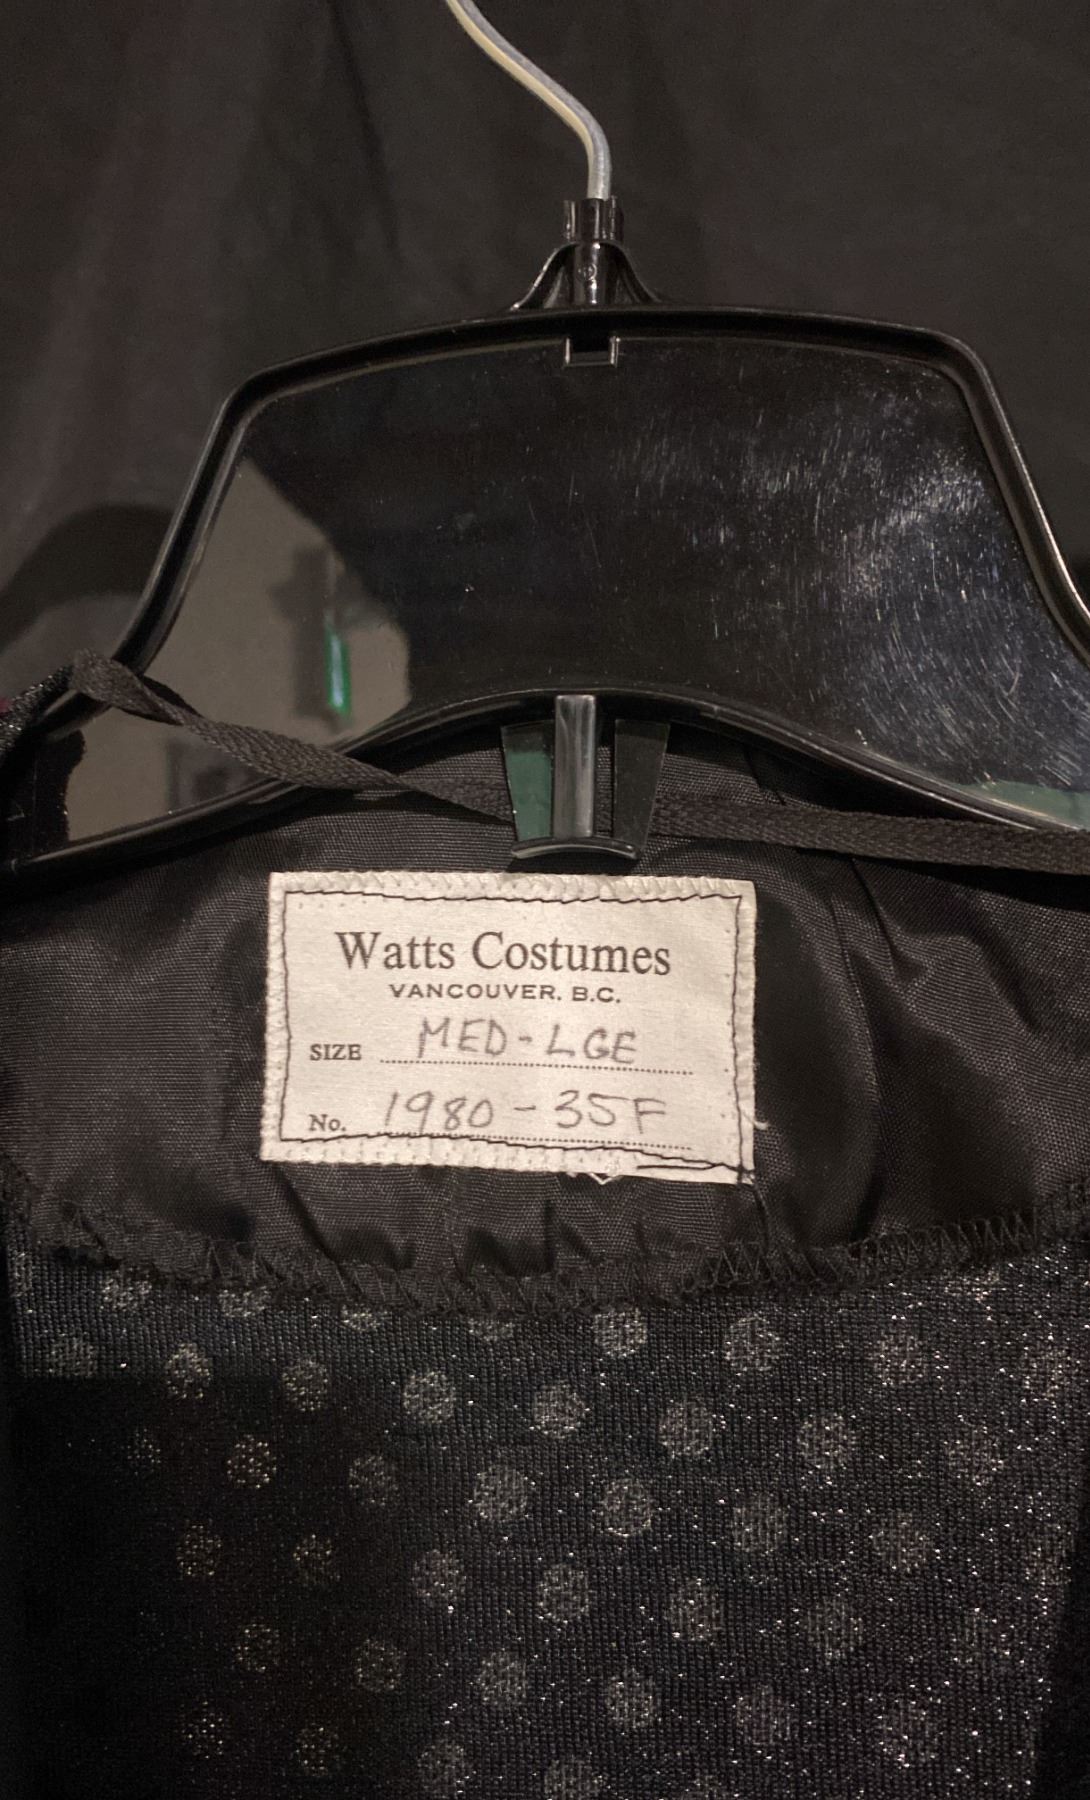 Watts Costumes
VANCOUVER, B.C.
SIZE MED-LGE
No. 1980-35F